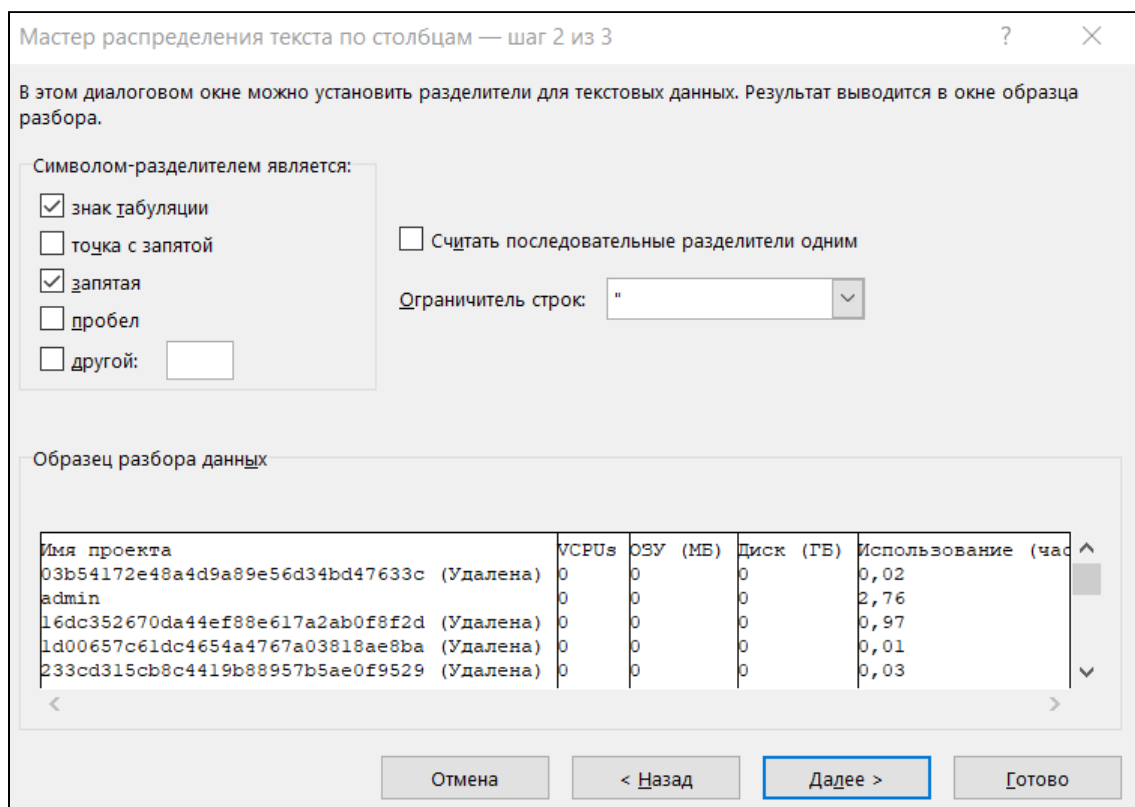 Мастер распределения текста по столбцам — шаг 2 из 3
?
В этом диалоговом окне можно установить разделители для текстовых данных. Результат выводится в окне образца
разбора.
Символом-разделителем является:
знак табуляции
точка с запятой
запятая
пробел
другой:
Считать последовательные разделители одним
Ограничитель строк: "
Образец разбора данных
Имя проекта VCPUs ОЗУ (МБ) Диск (ГБ) Использование (час
03b54172e48a4d9a89e56d34bd47633c (Удалена) 0 0 0 0,02
admin 0 0 0 2,76
16dc352670da44ef88e617a2ab0f8f2d (Удалена) 0 0 0 0,97
1d00657c61dc4654a4767a03818ae8ba (Удалена) 0 0 0 0,01
233cd315cb8c4419b88957b5ae0f9529 (Удалена) 0 0 0 0,03
Отмена
< Назад
Далее >
Готово